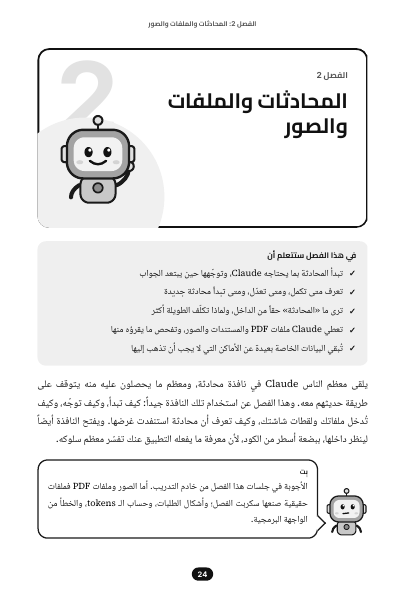 الفصل 2: المحادثات والملفات والصور
2
الفصل 2
المحادثات والملفات
والصور
في هذا الفصل ستتعلم أن
✓ تبدأ المحادثة بما يحتاجه Claude، وتوجّهها حين يبتعد الجواب
✓ تعرف متى تكمل، ومتى تعدّل، ومتى تبدأ محادثة جديدة
✓ ترى ما «المحادثة» حقاً من الداخل، ولماذا تكلّف الطويلة أكثر
✓ تعطي Claude ملفات PDF والمستندات والصور، وتفحص ما يقرؤه منها
✓ تُبقي البيانات الخاصة بعيدة عن الأماكن التي لا يجب أن تذهب إليها
يلقى معظم الناس Claude في نافذة محادثة، ومعظم ما يحصلون عليه منه يتوقف على
طريقة حديثهم معه. وهذا الفصل عن استخدام تلك النافذة جيداً: كيف تبدأ، وكيف توجّه، وكيف
تُدخل ملفاتك ولقطات شاشتك، وكيف تعرف أن محادثة استنفدت غرضها. ويفتح النافذة أيضاً
لينظر داخلها، ببضعة أسطر من الكود، لأن معرفة ما يفعله التطبيق عنك تفسّر معظم سلوكه.
بِت
الأجوبة في جلسات هذا الفصل من خادم التدريب. أما الصور وملفات PDF فملفات
حقيقية صنعها سكربت الفصل؛ وأشكال الطلبات، وحساب الـ tokens، والخطأ من
الواجهة البرمجية.
24